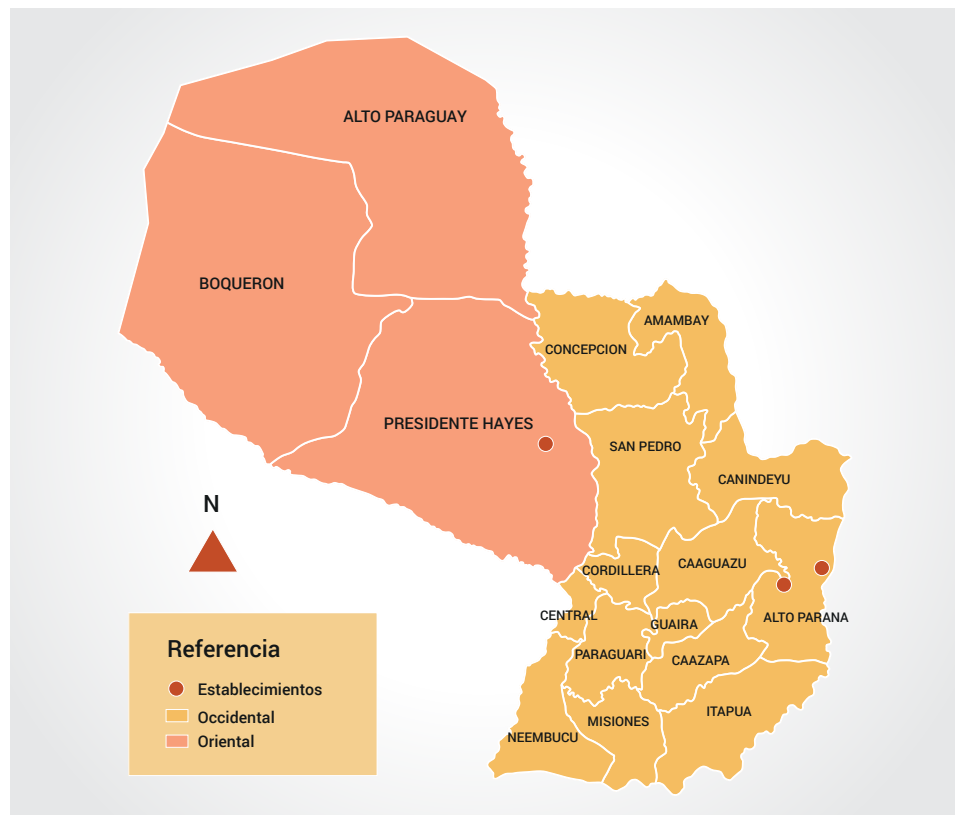 ALTO PARAGUAY
BOQUERON
AMAMBAY
CONCEPCION
PRESIDENTE HAYES
SAN PEDRO
CANINDEYU
N
CAAGUAZU
CORDILLERA
CENTRAL
GUAIRA
ALTO PARANA
PARAGUARI
CAAZAPA
ITAPUA
MISIONES
NEEMBUCU
Referencia
Establecimientos
Occidental
Oriental